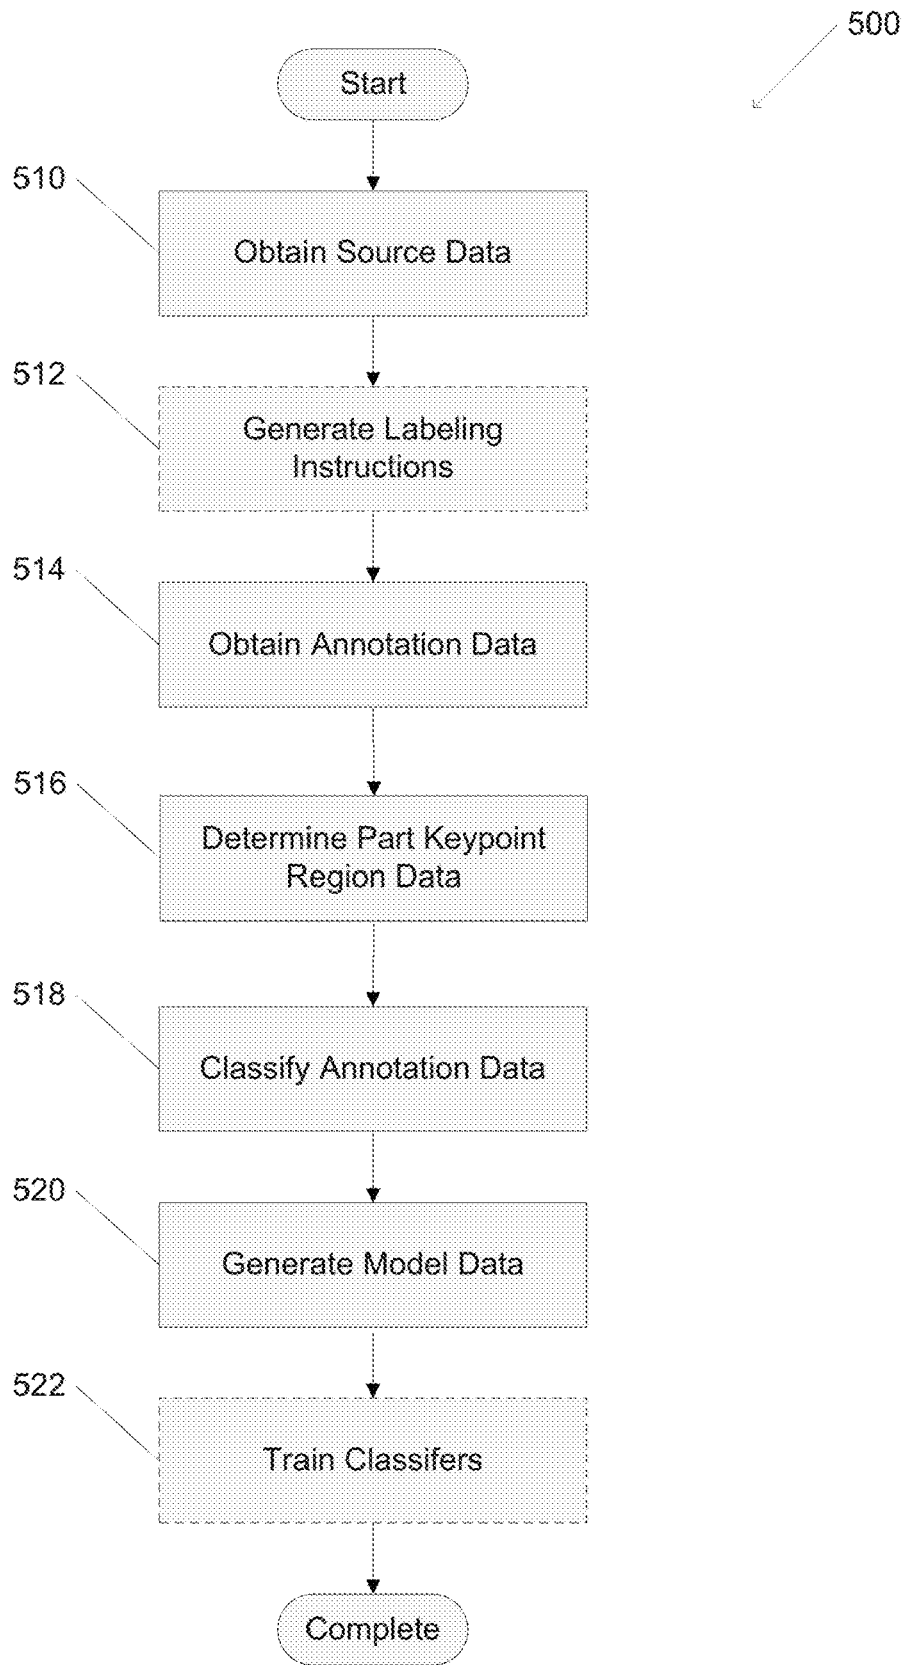 500
Start
510
Obtain Source Data
512
Generate Labeling
Instructions
514
Obtain Annotation Data
516
Determine Part Keypoint
Region Data
518
Classify Annotation Data
520
Generate Model Data
522
Train Classifers
Complete